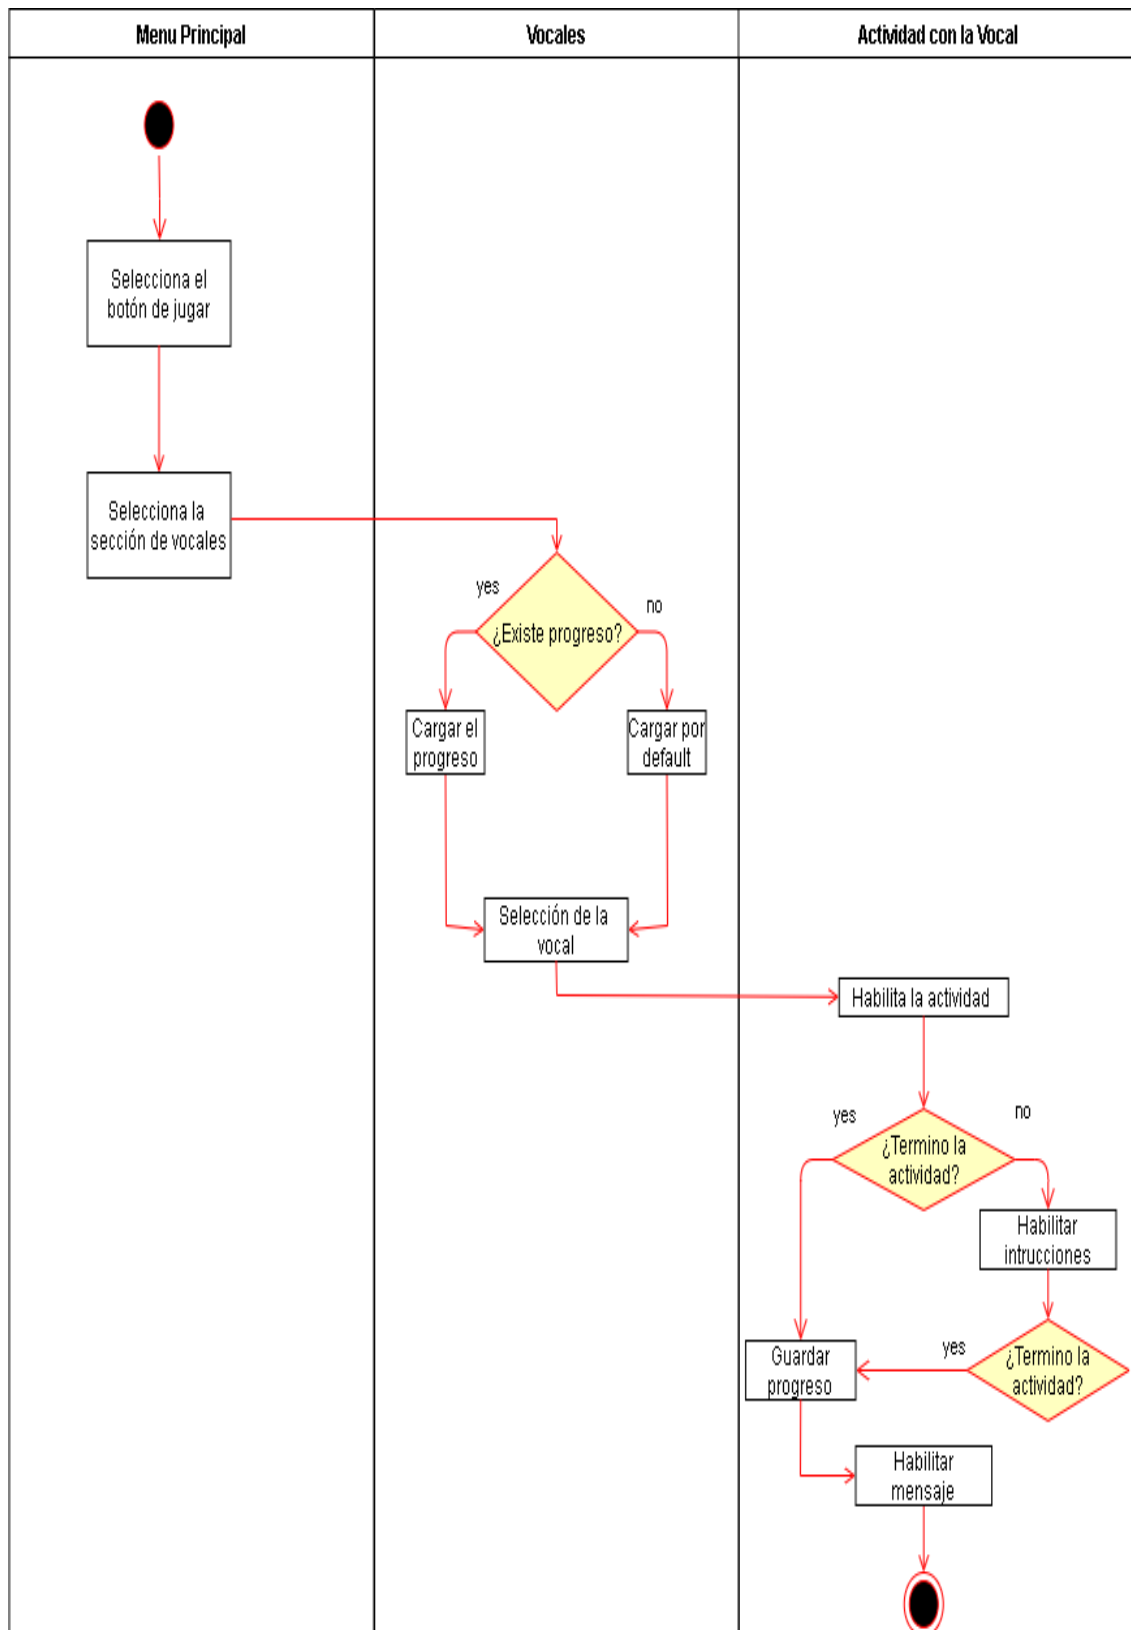 Menu Principal
Vocales
Actividad con la Vocal
Selecciona el
botón de jugar
Selecciona la
sección de vocales
yes
no
¿Existe progreso?
Cargar el
progreso
Cargar por
default
Selección de la
vocal
Habilita la actividad
yes
no
¿Termino la
actividad?
Habilitar
intrucciones
yes
¿Termino la
actividad?
Guardar
progreso
Habilitar
mensaje